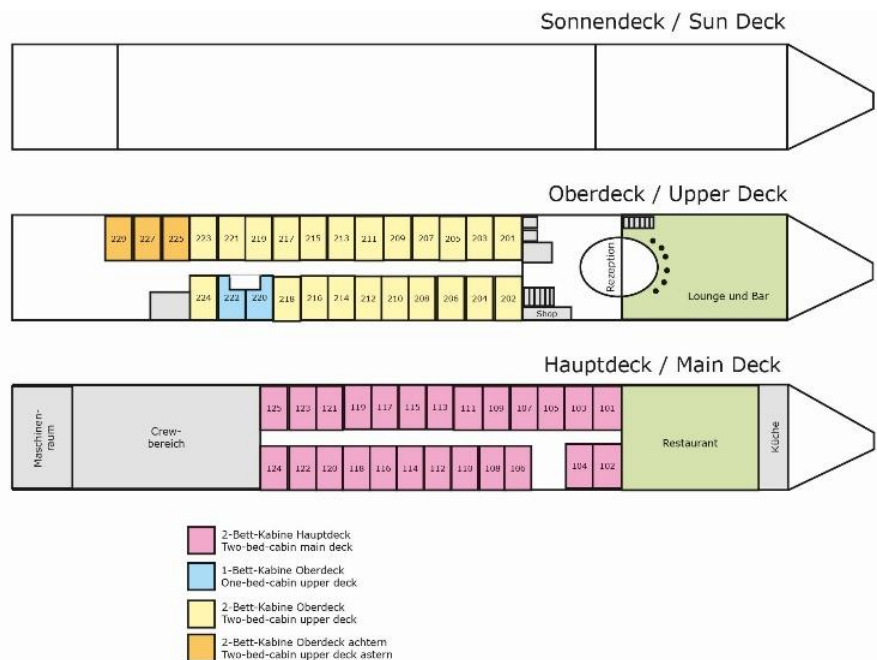 Sonnendeck / Sun Deck
Oberdeck / Upper Deck
229 227 225 223 221 219 217 215 213 211 209 207 205 203 201
Rezeption
Lounge und Bar
224 222 220 218 216 214 212 210 208 206 204 202
Shop
Hauptdeck / Main Deck
Maschinen-
raum
Crew-
bereich
125 123 121 119 117 115 113 111 109 107 105 103 101
124 122 120 118 116 114 112 110 108 106 104 102
Restaurant
Küche
2-Bett-Kabine Hauptdeck
Two-bed-cabin main deck
1-Bett-Kabine Oberdeck
One-bed-cabin upper deck
2-Bett-Kabine Oberdeck
Two-bed-cabin upper deck
2-Bett-Kabine Oberdeck achtern
Two-bed-cabin upper deck astern